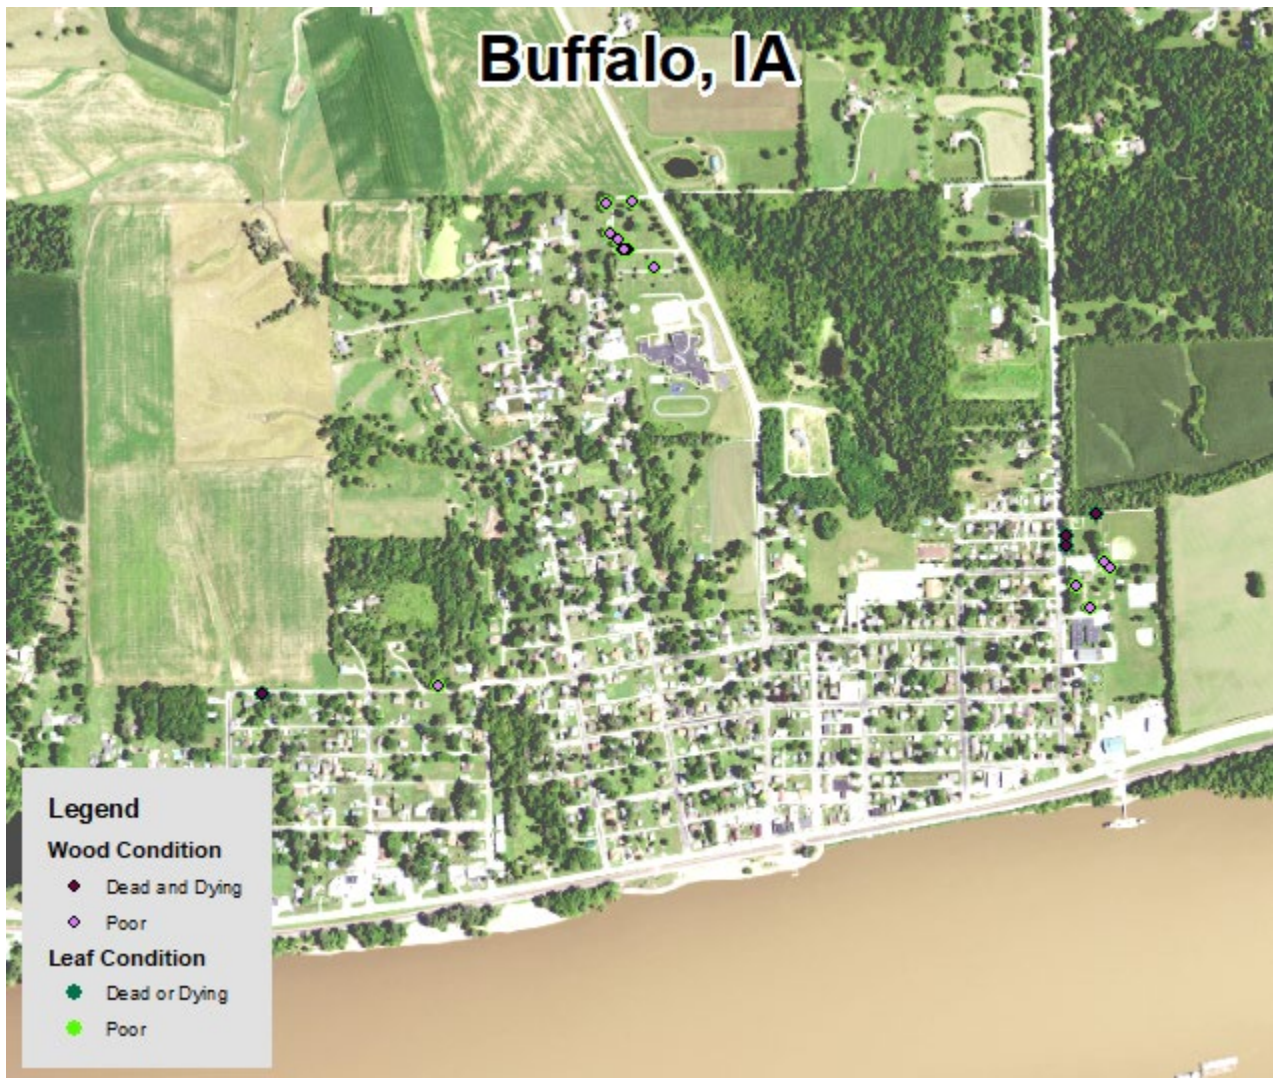 Buffalo, IA
Legend
Wood Condition
Dead and Dying
Poor
Leaf Condition
Dead or Dying
Poor